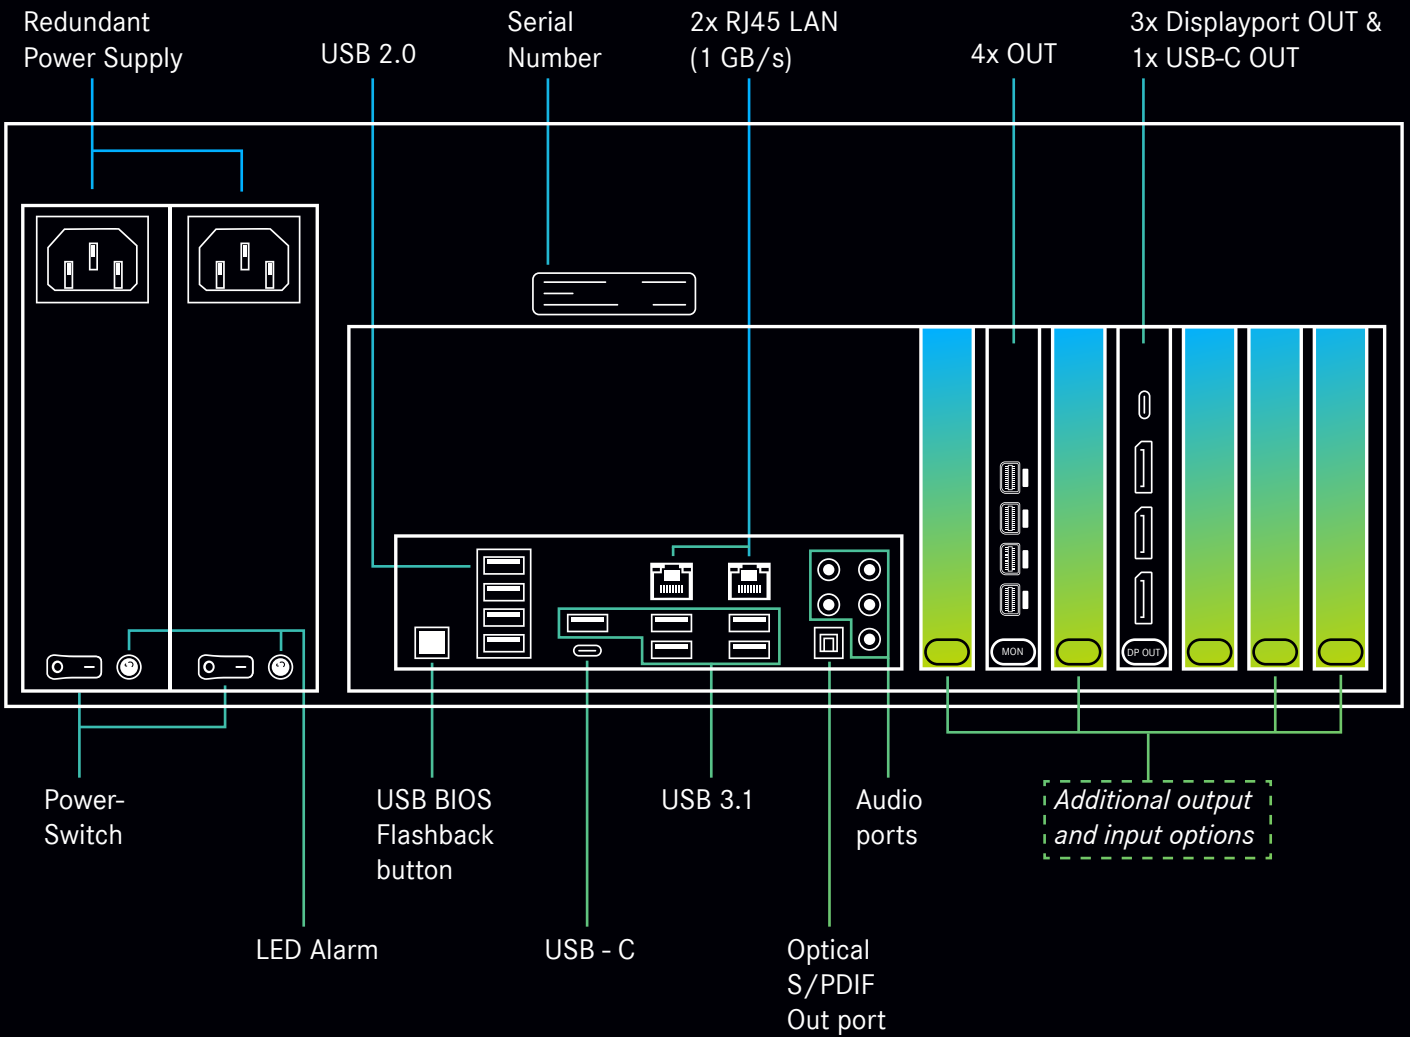 Redundant
Power Supply
USB 2.0
Serial
Number
2x RJ45 LAN
(1 GB/s)
4x OUT
3x Displayport OUT &
1x USB-C OUT
MON
DP OUT
Power-
Switch
USB BIOS
Flashback
button
USB 3.1
Audio
ports
Additional output
and input options
LED Alarm
USB - C
Optical
S/PDIF
Out port